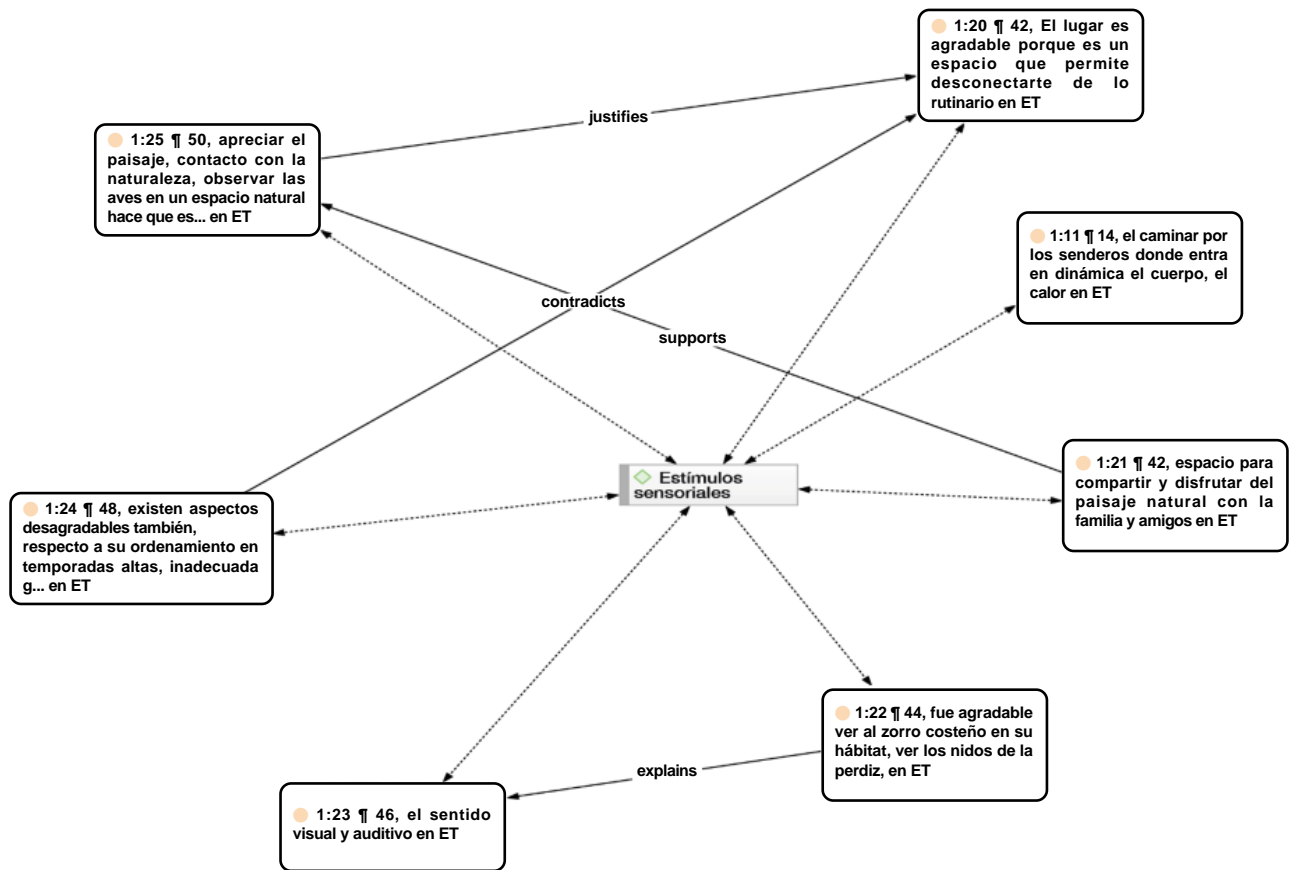 1:20 ¶ 42, El lugar es
agradable porque es un
espacio que permite
desconectarte de lo
rutinario en ET
justifies
1:25 ¶ 50, apreciar el
paisaje, contacto con la
naturaleza, observar las
aves en un espacio natural
hace que es... en ET
1:11 ¶ 14, el caminar por
los senderos donde entra
en dinámica el cuerpo, el
calor en ET
contradicts
supports
1:21 ¶ 42, espacio para
compartir y disfrutar del
paisaje natural con la
familia y amigos en ET
Estímulos
sensoriales
1:24 ¶ 48, existen aspectos
desagradables también,
respecto a su ordenamiento en
temporadas altas, inadecuada
g... en ET
1:22 ¶ 44, fue agradable
ver al zorro costeño en su
hábitat, ver los nidos de la
perdiz, en ET
explains
1:23 ¶ 46, el sentido
visual y auditivo en ET